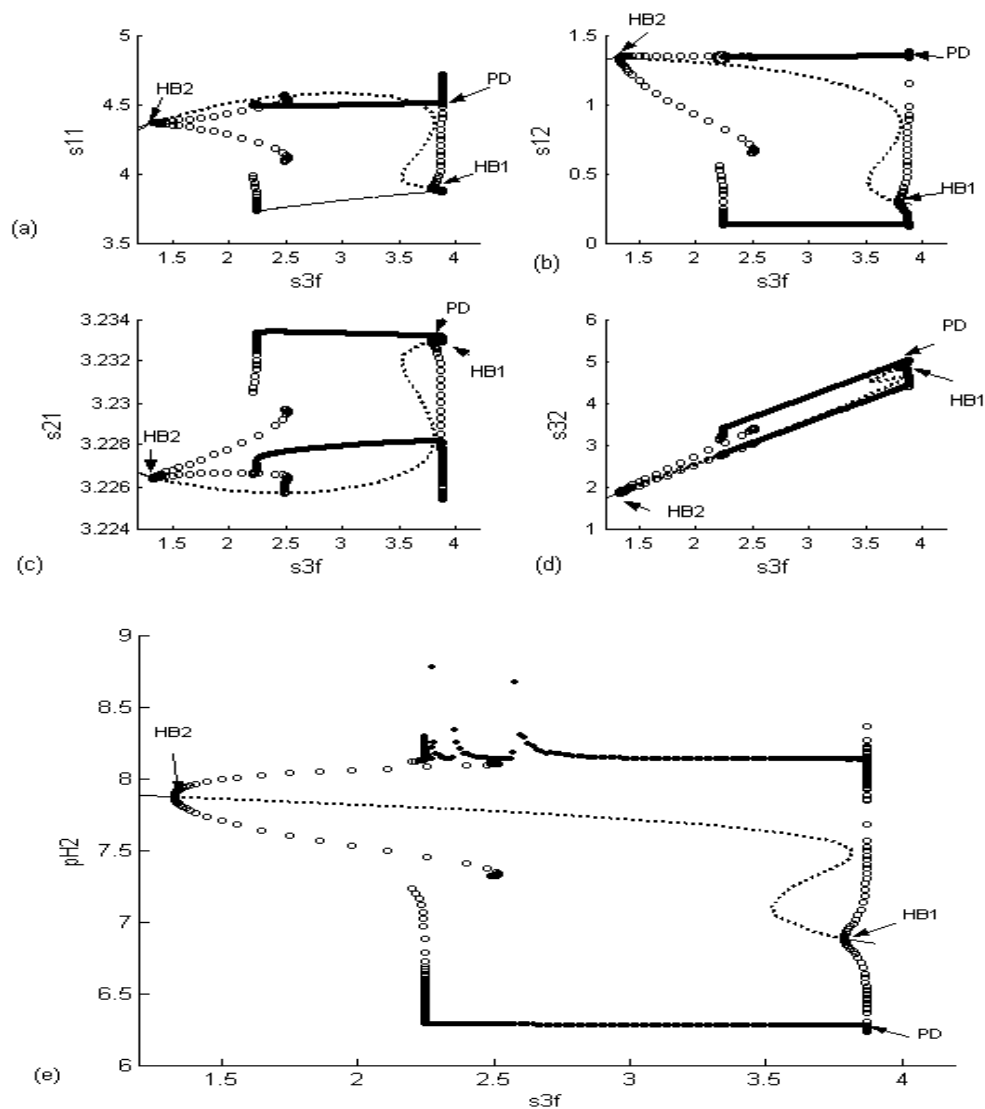 5
4.5
4
3.5
s11
1.5 2 2.5 3 3.5 4
s3f
HB2
PD
HB1
(a)
1.5
1
0.5
0
s12
1.5 2 2.5 3 3.5 4
s3f
HB2
PD
HB1
(b)
3.234
3.232
3.23
3.228
3.226
3.224
s21
1.5 2 2.5 3 3.5 4
s3f
PD
HB1
HB2
(c)
6
5
4
3
2
1
s32
1.5 2 2.5 3 3.5 4
s3f
PD
HB1
HB2
(d)
9
8.5
8
7.5
7
6.5
6
pH2
1.5 2 2.5 3 3.5 4
s3f
HB2
HB1
PD
(e)